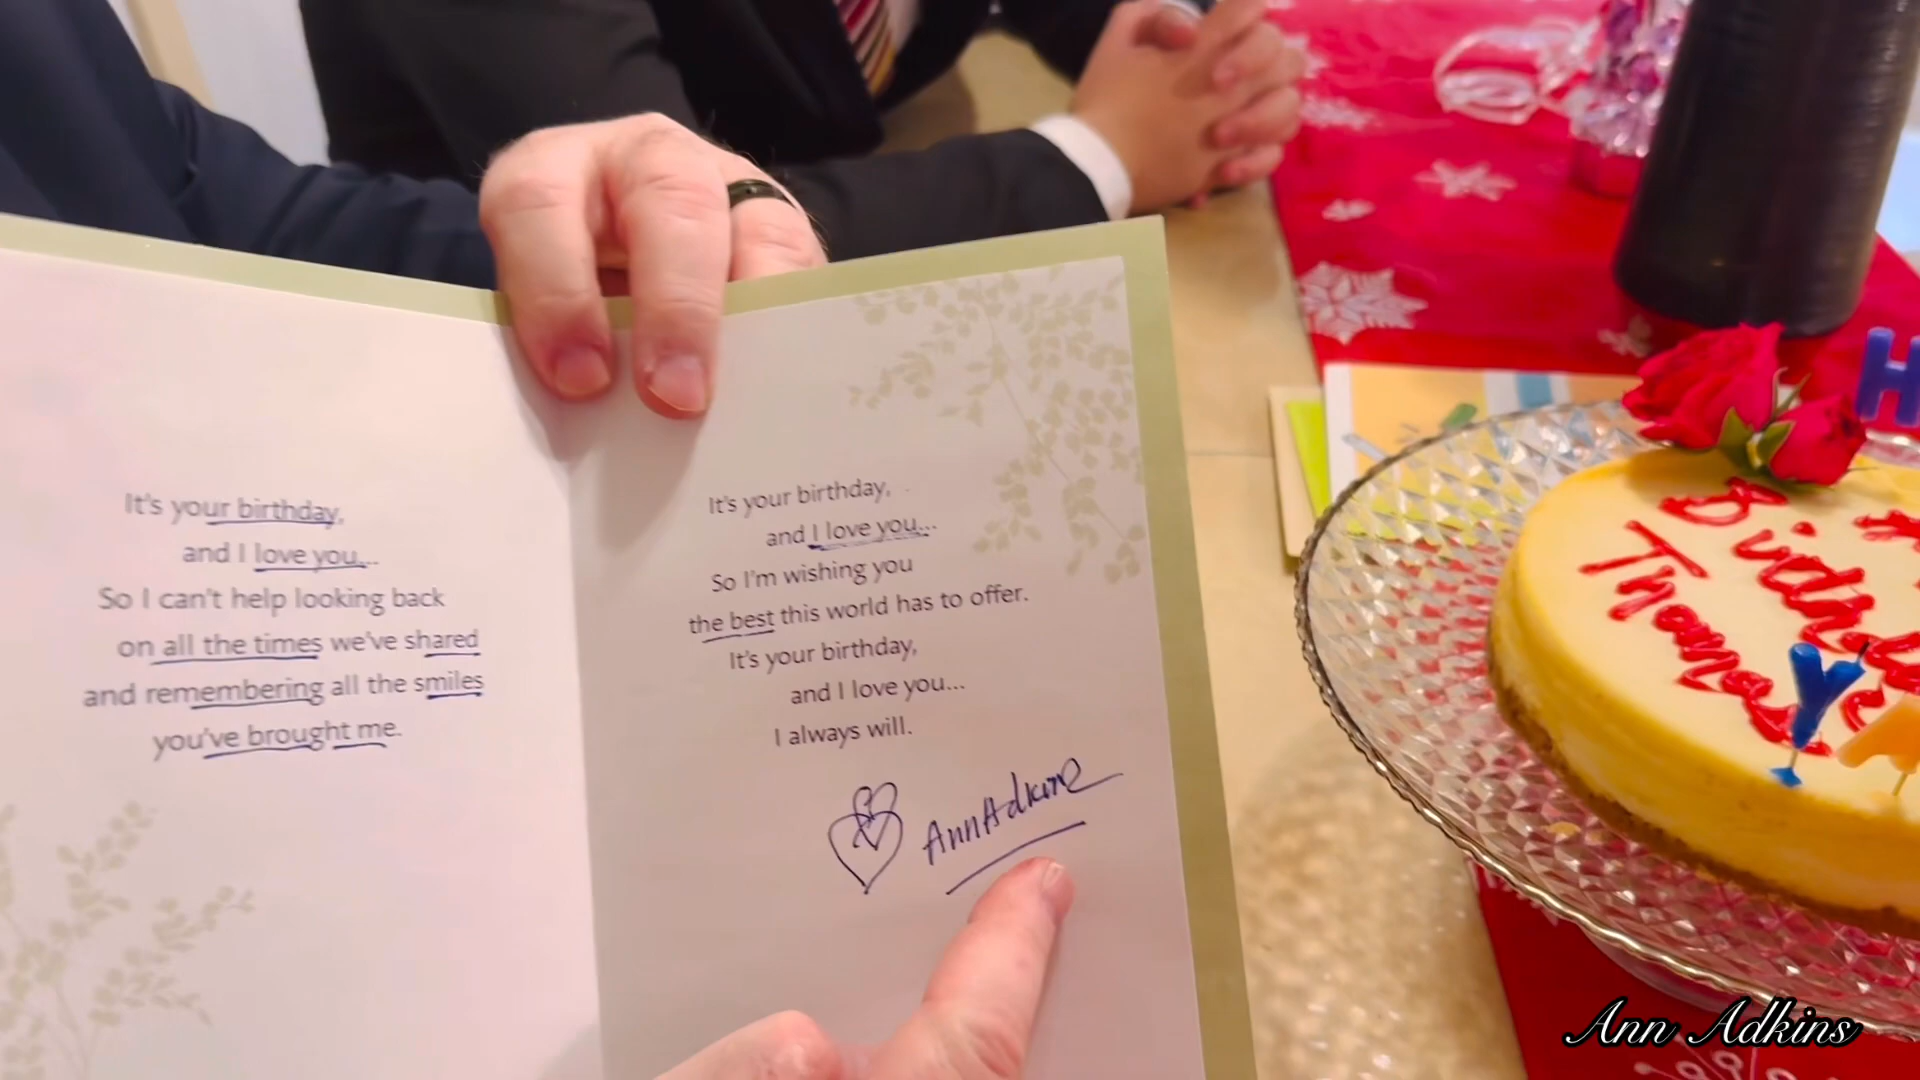 It's your birthday,
and I love you...
So I can't help looking back
on all the times we've shared
and remembering all the smiles
you've brought me.
It's your birthday,
and I love you...
So I'm wishing you
the best this world has to offer.
It's your birthday,
and I love you...
I always will.
Ann Adkins
H
Thomas
Y
A
Ann Adkins